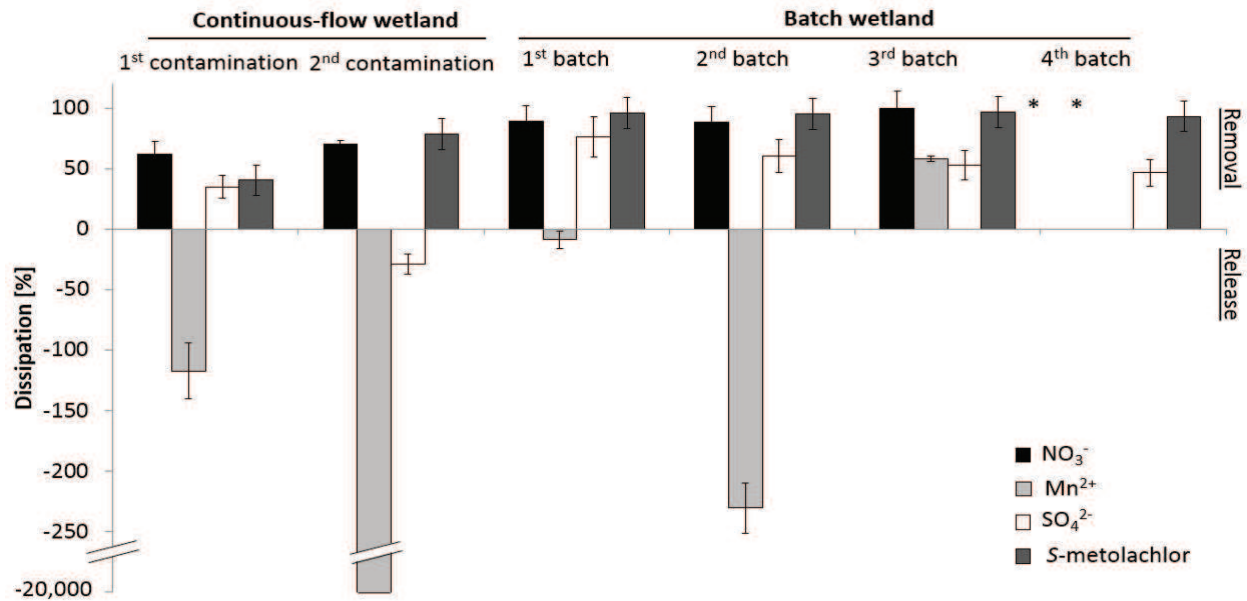 Continuous-flow wetland Batch wetland
1st contamination 2nd contamination 1st batch 2nd batch 3rd batch 4th batch
* *
100
50
0
-50
-100
-150
-200
-250
-20,000
Dissipation [%]
Removal
Release
NO₃⁻
Mn²⁺
SO₄²⁻
S-metolachlor